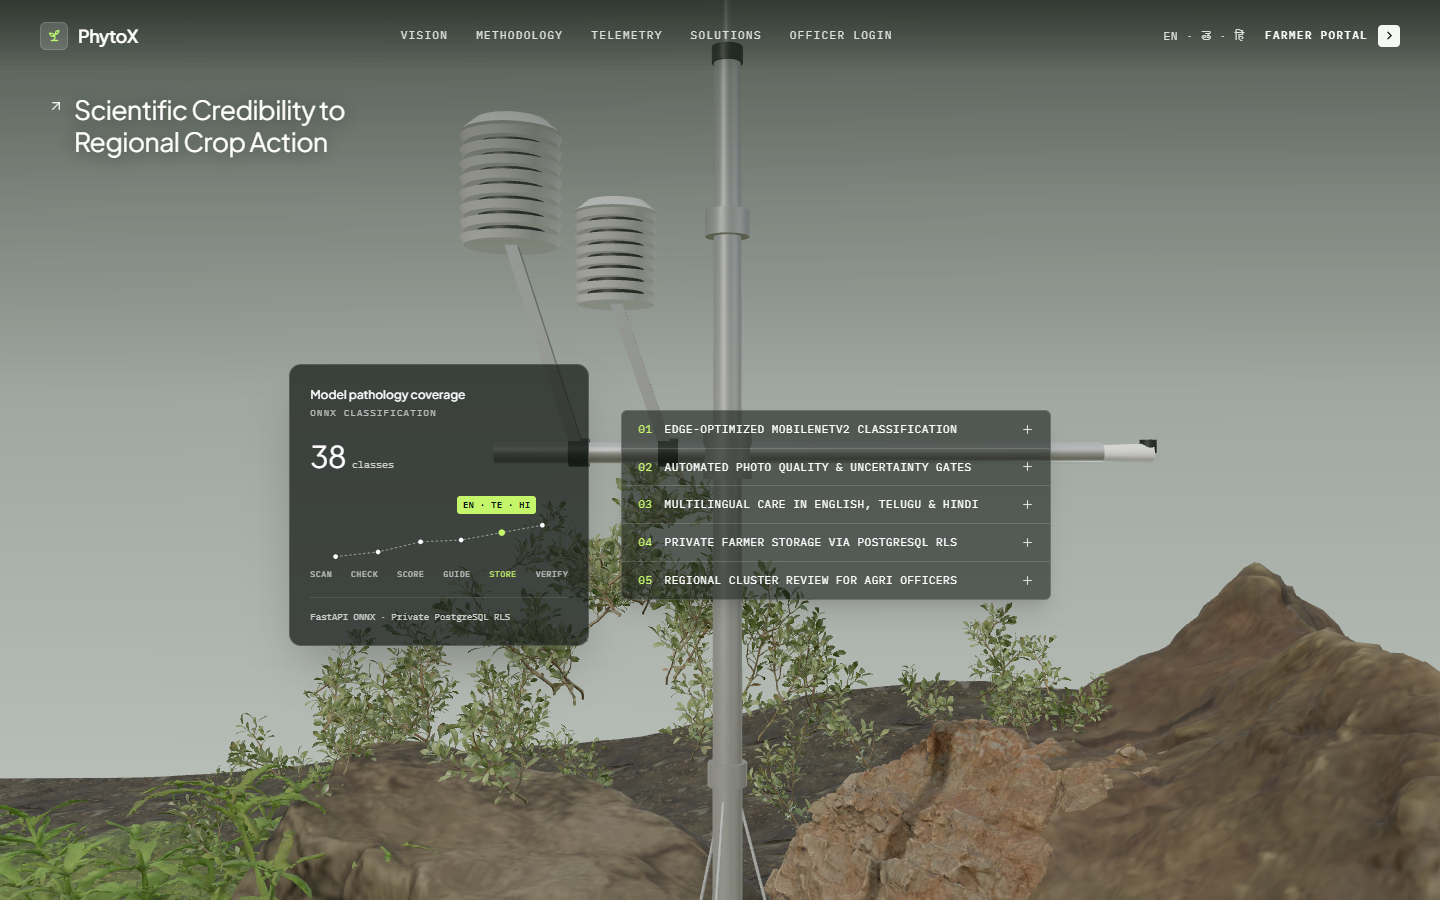 PhytoX
VISION METHODOLOGY TELEMETRY SOLUTIONS OFFICER LOGIN
EN · తె · हि FARMER PORTAL
Scientific Credibility to
Regional Crop Action
Model pathology coverage
ONNX CLASSIFICATION
38 classes
EN · TE · HI
SCAN CHECK SCORE GUIDE STORE VERIFY
FastAPI ONNX · Private PostgreSQL RLS
01 EDGE-OPTIMIZED MOBILENETV2 CLASSIFICATION
02 AUTOMATED PHOTO QUALITY & UNCERTAINTY GATES
03 MULTILINGUAL CARE IN ENGLISH, TELUGU & HINDI
04 PRIVATE FARMER STORAGE VIA POSTGRESQL RLS
05 REGIONAL CLUSTER REVIEW FOR AGRI OFFICERS